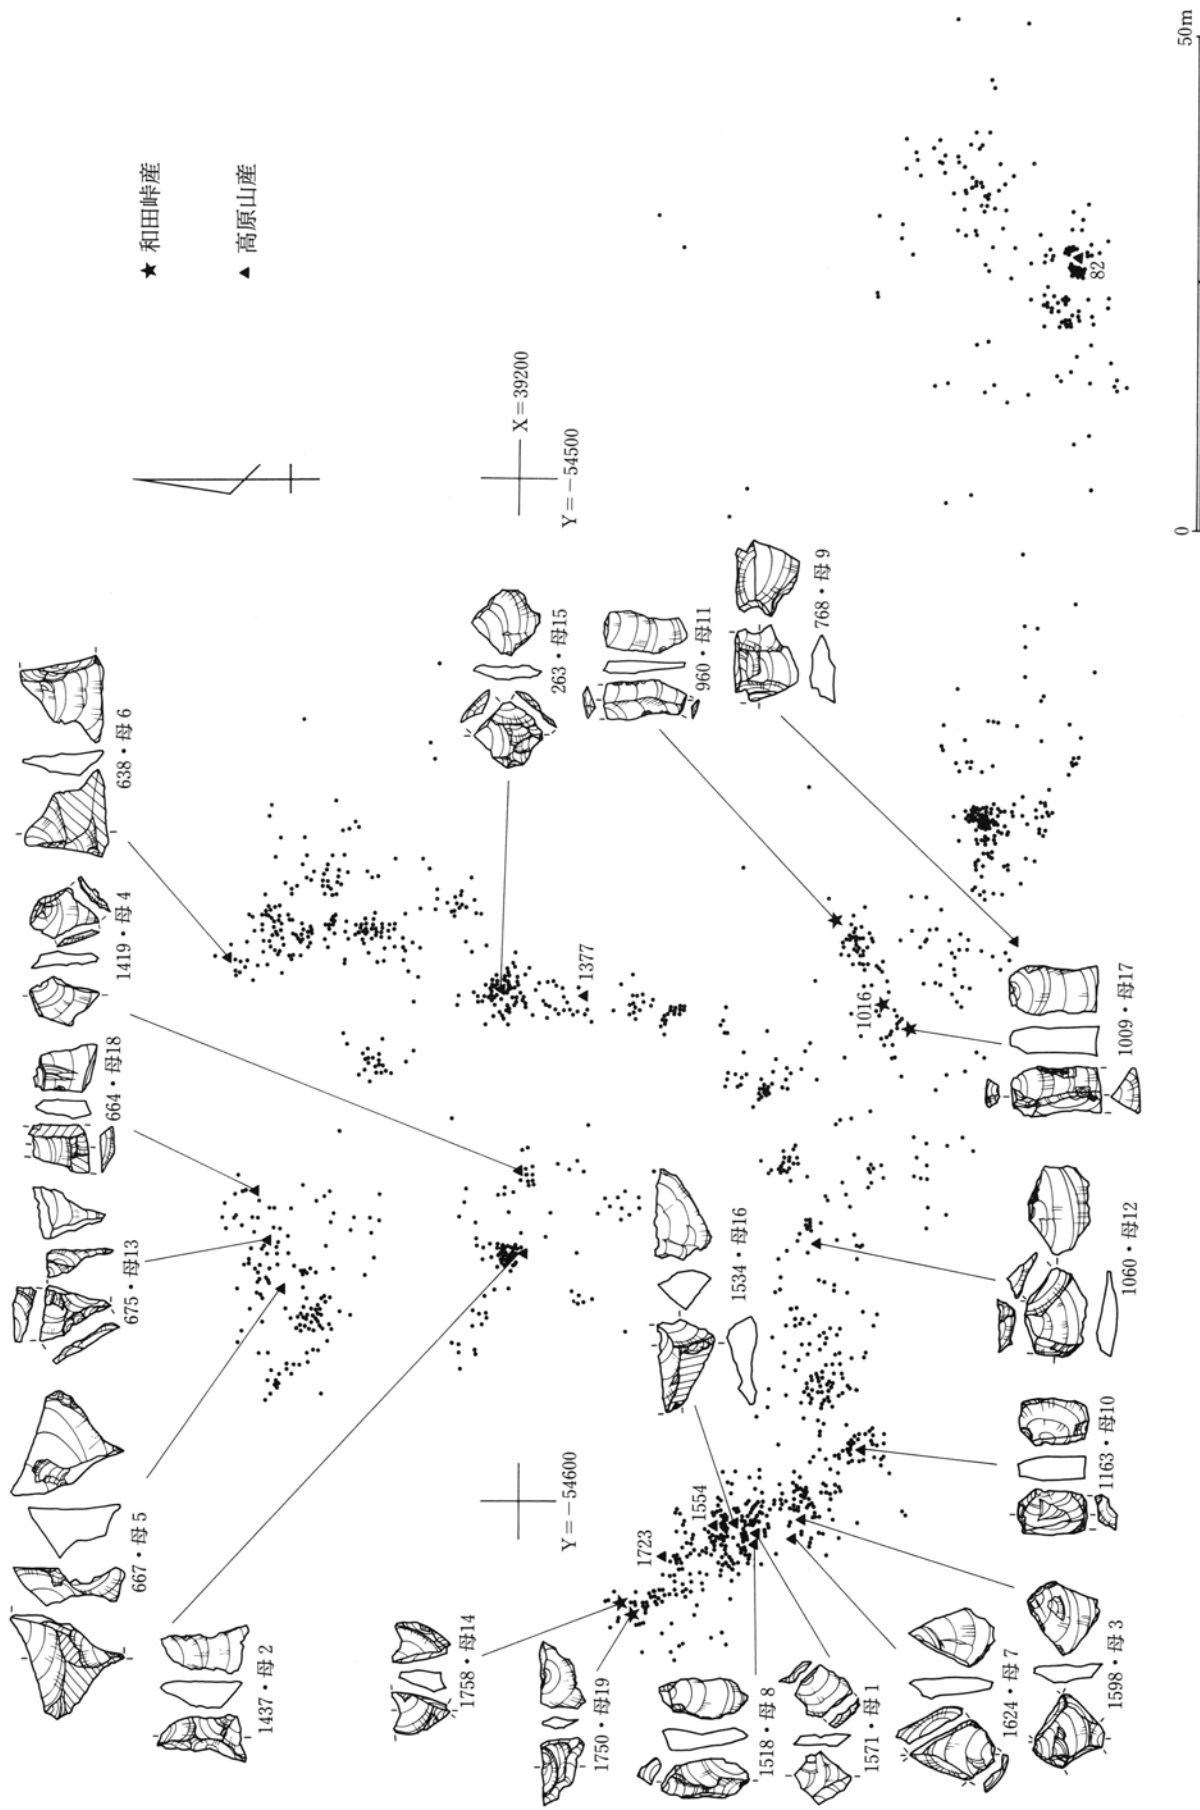 ★ 和田峠産
▲ 高原山産
X＝39200
Y＝−54500
Y＝−54600
638・母 6
1419・母 4
664・母18
675・母13
667・母 5
1437・母 2
263・母15
960・母11
768・母 9
1377
1016
1009・母17
1534・母16
1060・母12
1163・母10
1554
1723
1758・母14
1750・母19
1518・母 8
1571・母 1
1624・母 7
1598・母 3
82
0
50m